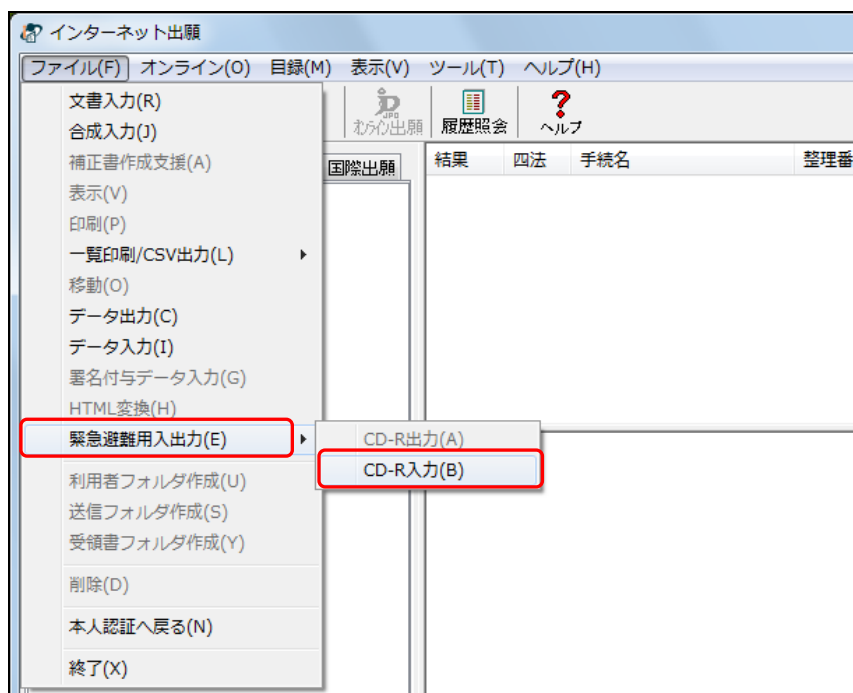 インターネット出願
ファイル(F) オンライン(O) 目録(M) 表示(V) ツール(T) ヘルプ(H)
文書入力(R)
合成入力(J)
補正書作成支援(A)
表示(V)
印刷(P)
一覧印刷/CSV出力(L)
移動(O)
データ出力(C)
データ入力(I)
署名付与データ入力(G)
HTML変換(H)
緊急避難用入出力(E)
利用者フォルダ作成(U)
送信フォルダ作成(S)
受領書フォルダ作成(Y)
削除(D)
本人認証へ戻る(N)
終了(X)
CD-R出力(A)
CD-R入力(B)
オンライン出願 履歴照会 ヘルプ
国際出願
結果 四法 手続名 整理番